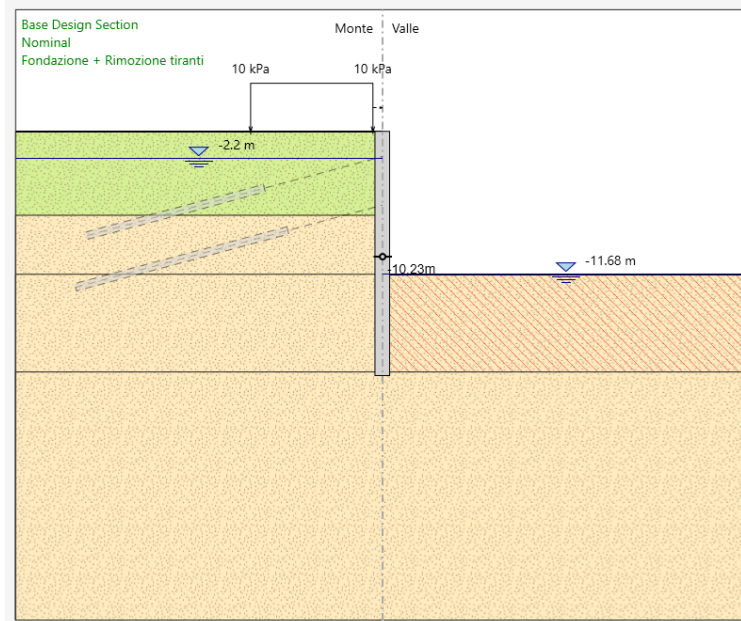 Base Design Section
Nominal
Fondazione + Rimozione tiranti
Monte
Valle
10 kPa
10 kPa
-2.2 m
-10.23m
-11.68 m